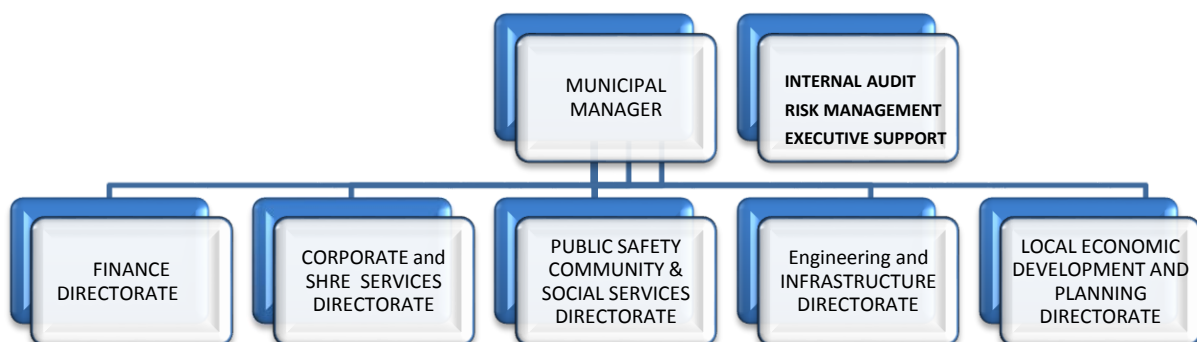 MUNICIPAL
MANAGER
INTERNAL AUDIT
RISK MANAGEMENT
EXECUTIVE SUPPORT
FINANCE
DIRECTORATE
CORPORATE and
SHRE SERVICES
DIRECTORATE
PUBLIC SAFETY
COMMUNITY &
SOCIAL SERVICES
DIRECTORATE
Engineering and
INFRASTRUCTURE
DIRECTORATE
LOCAL ECONOMIC
DEVELOPMENT AND
PLANNING
DIRECTORATE